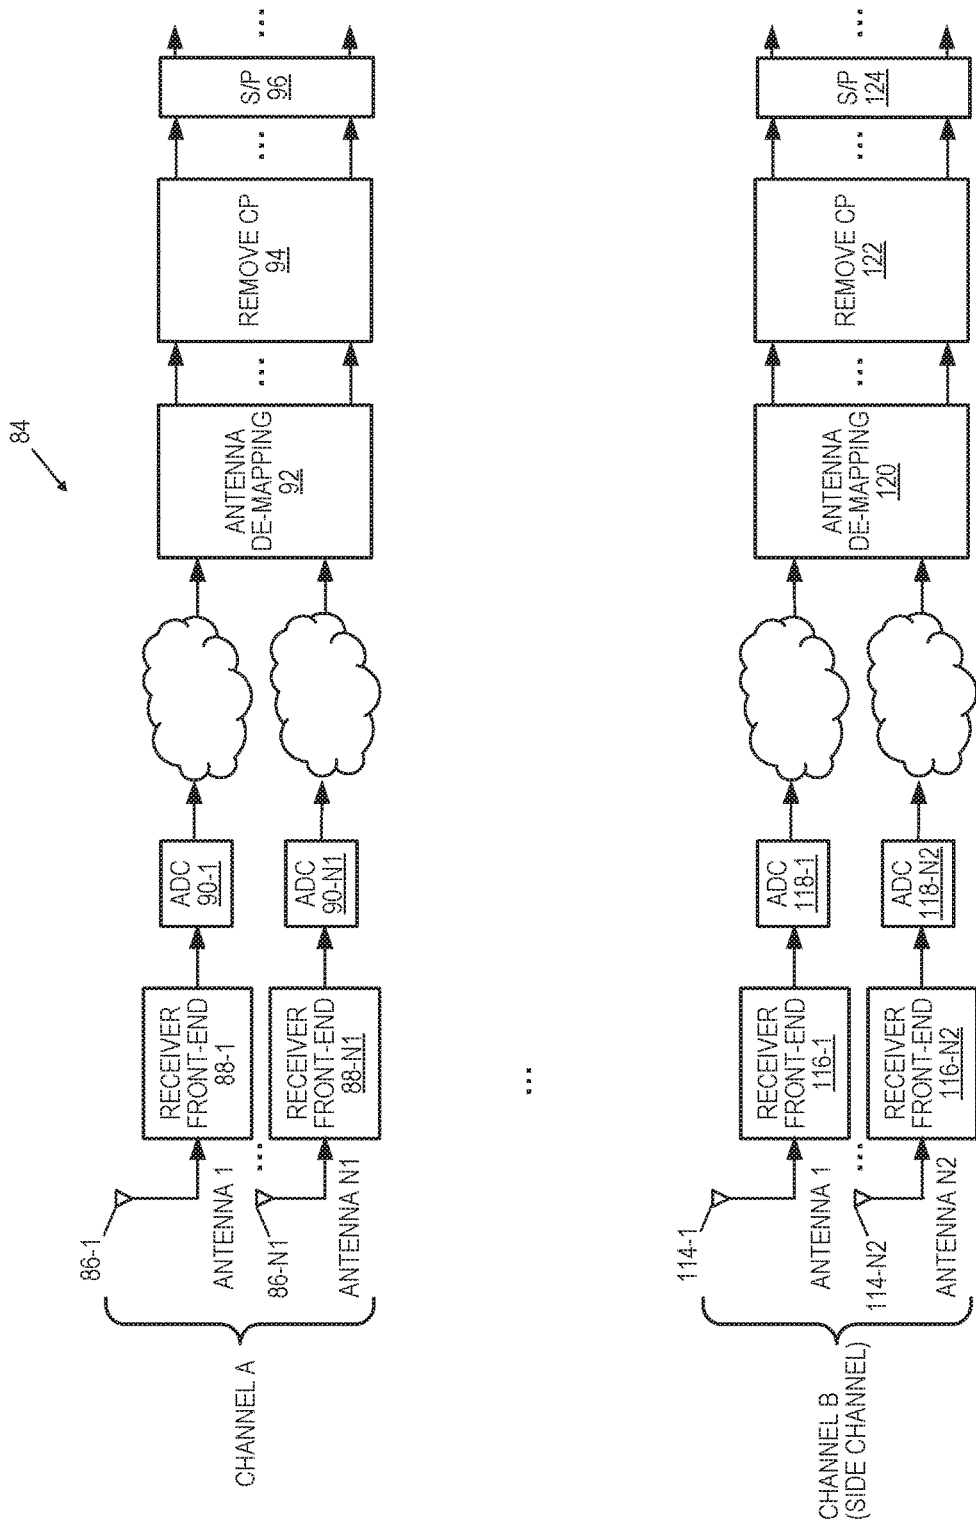 84
CHANNEL A
86-1
ANTENNA 1
86-N1
ANTENNA N1
RECEIVER
FRONT-END
88-1
RECEIVER
FRONT-END
88-N1
ADC
90-1
ADC
90-N1
ANTENNA
DE-MAPPING
92
REMOVE CP
94
S/P
96
CHANNEL B
(SIDE CHANNEL)
114-1
ANTENNA 1
114-N2
ANTENNA N2
RECEIVER
FRONT-END
116-1
RECEIVER
FRONT-END
116-N2
ADC
118-1
ADC
118-N2
ANTENNA
DE-MAPPING
120
REMOVE CP
122
S/P
124